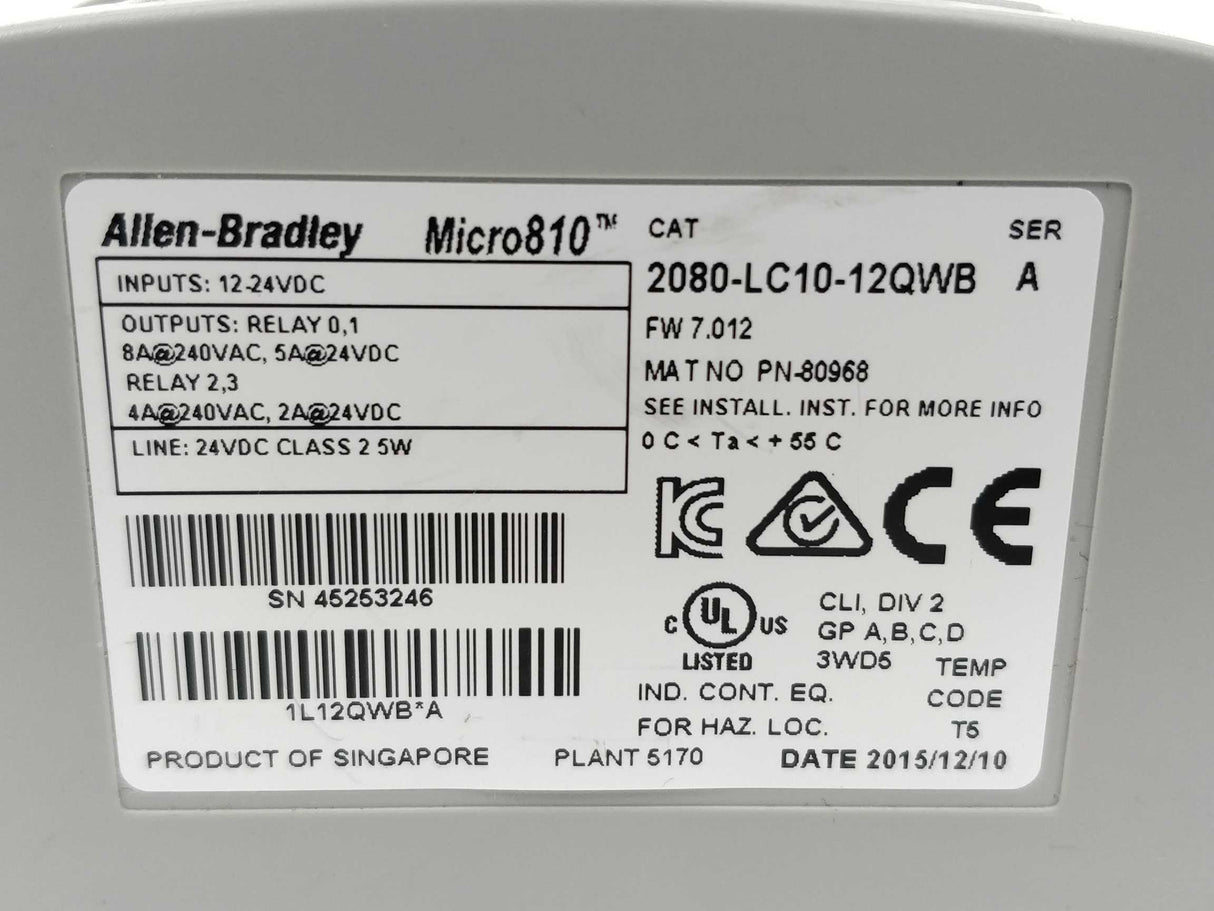 Allen-Bradley Micro810™
INPUTS: 12-24VDC
OUTPUTS: RELAY 0,1
8A@240VAC, 5A@24VDC
RELAY 2,3
4A@240VAC, 2A@24VDC
LINE: 24VDC CLASS 2 5W
SN 45253246
1L12QWB*A
PRODUCT OF SINGAPORE
CAT SER
2080-LC10-12QWB A
FW 7.012
MAT NO PN-80968
SEE INSTALL. INST. FOR MORE INFO
0 C < Ta < + 55 C
KC CE
C UL US
LISTED
CLI, DIV 2
GP A,B,C,D
3WD5
IND. CONT. EQ.
FOR HAZ. LOC.
TEMP
CODE
T5
PLANT 5170 DATE 2015/12/10